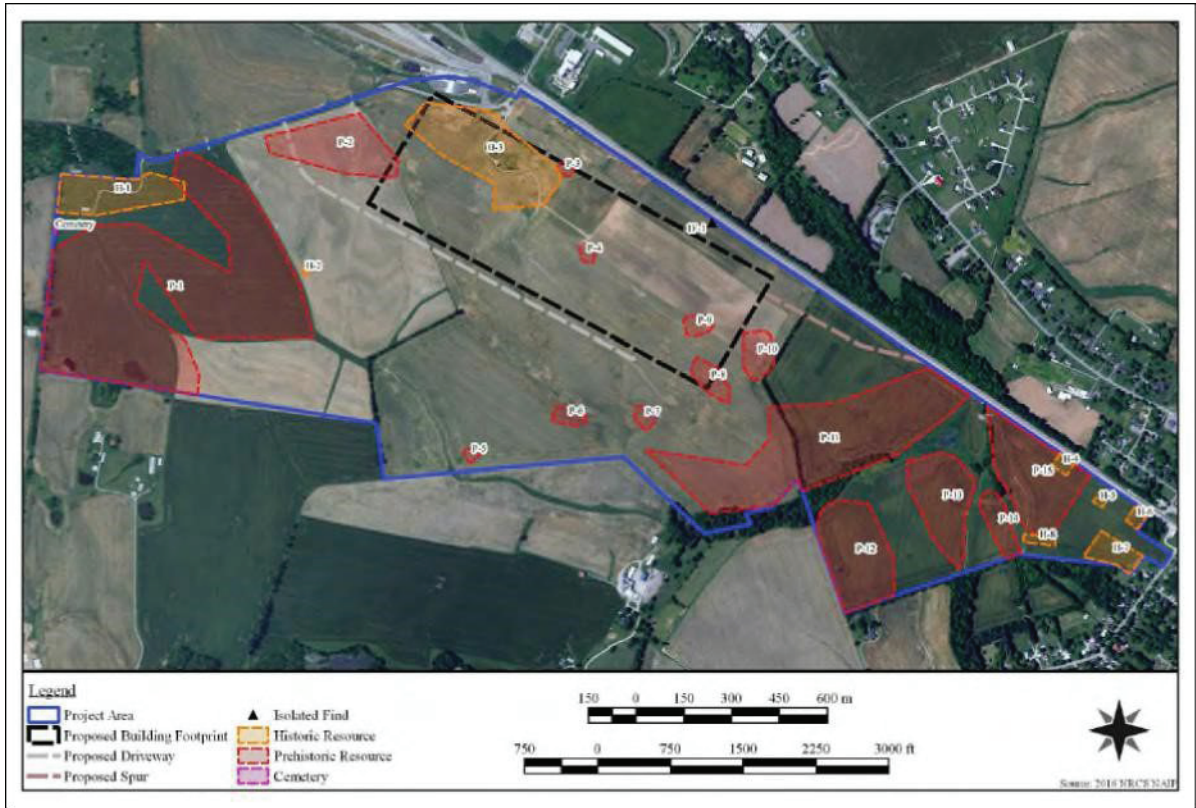 P-2
H-3
P-3
H-1
Cemetery
IF-1
P-4
H-2
P-1
P-9
P-10
P-8
P-6
P-7
P-11
P-5
P-15
H-4
P-13
H-5
H-6
P-14
P-12
H-8
H-7
Legend
Project Area
Proposed Building Footprint
Proposed Driveway
Proposed Spur
Isolated Find
Historic Resource
Prehistoric Resource
Cemetery
150 0 150 300 450 600 m
750 0 750 1500 2250 3000 ft
Source: 2016 NRCS NAIP